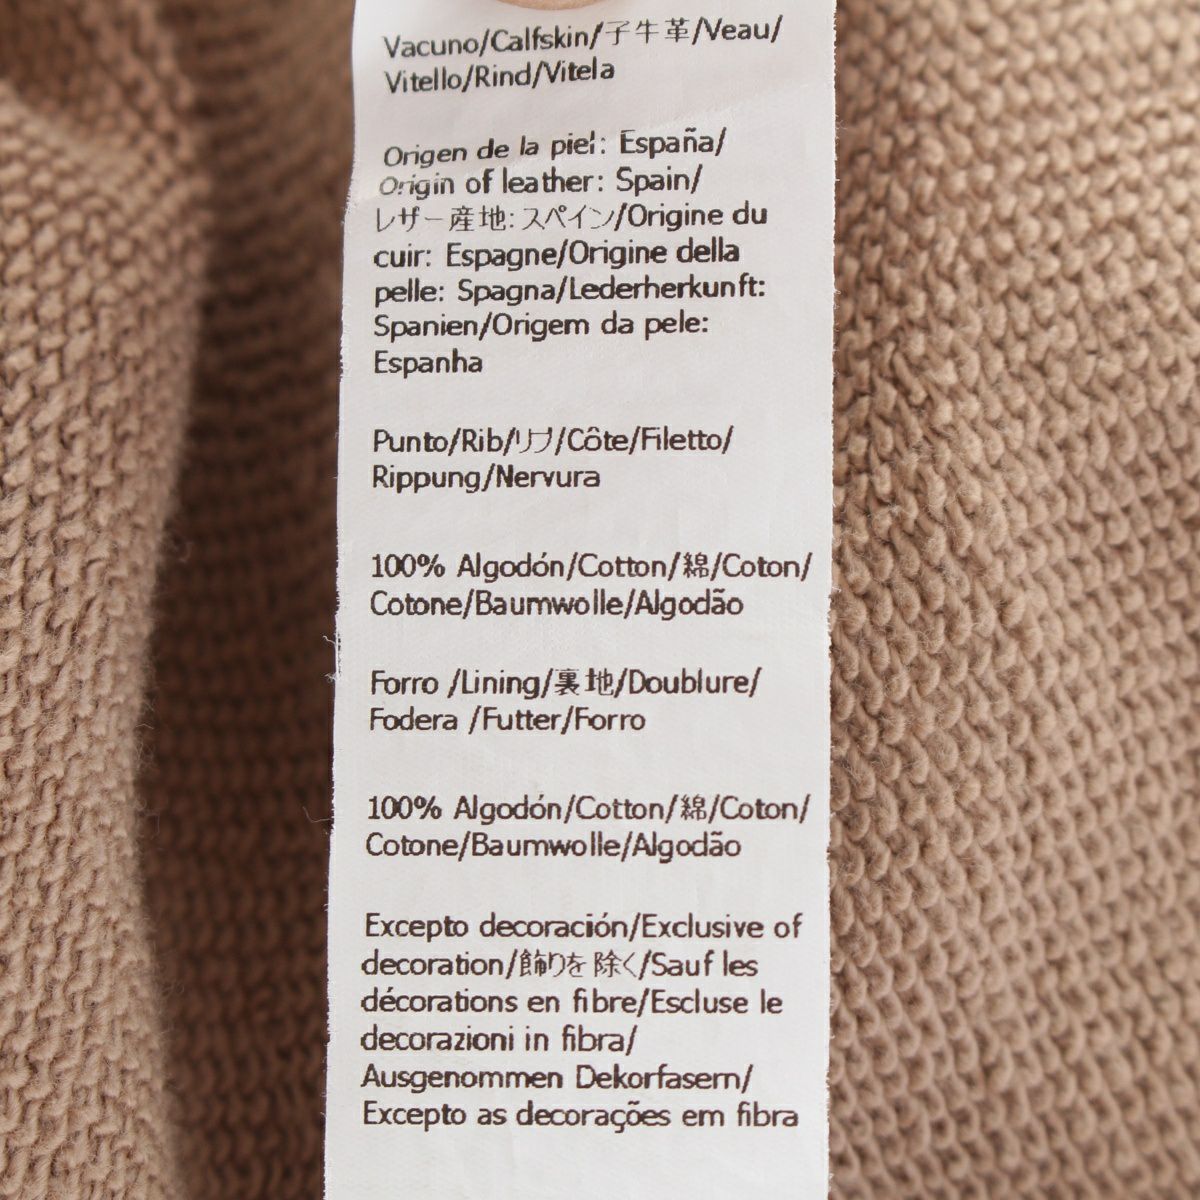 Vacuno/Calfskin/子牛革/Veau/
Vitello/Rind/Vitela
Origen de la piel: España/
Origin of leather: Spain/
レザー産地:スペイン/Origine du
cuir: Espagne/Origine della
pelle: Spagna/Lederherkunft:
Spanien/Origem da pele:
Espanha
Punto/Rib/リブ/Côte/Filetto/
Rippung/Nervura
100% Algodón/Cotton/綿/Coton/
Cotone/Baumwolle/Algodão
Forro /Lining/裏地/Doublure/
Fodera /Futter/Forro
100% Algodón/Cotton/綿/Coton/
Cotone/Baumwolle/Algodão
Excepto decoración/Exclusive of
decoration/飾りを除く/Sauf les
décorations en fibre/Escluse le
decorazioni in fibra/
Ausgenommen Dekorfasern/
Excepto as decorações em fibra